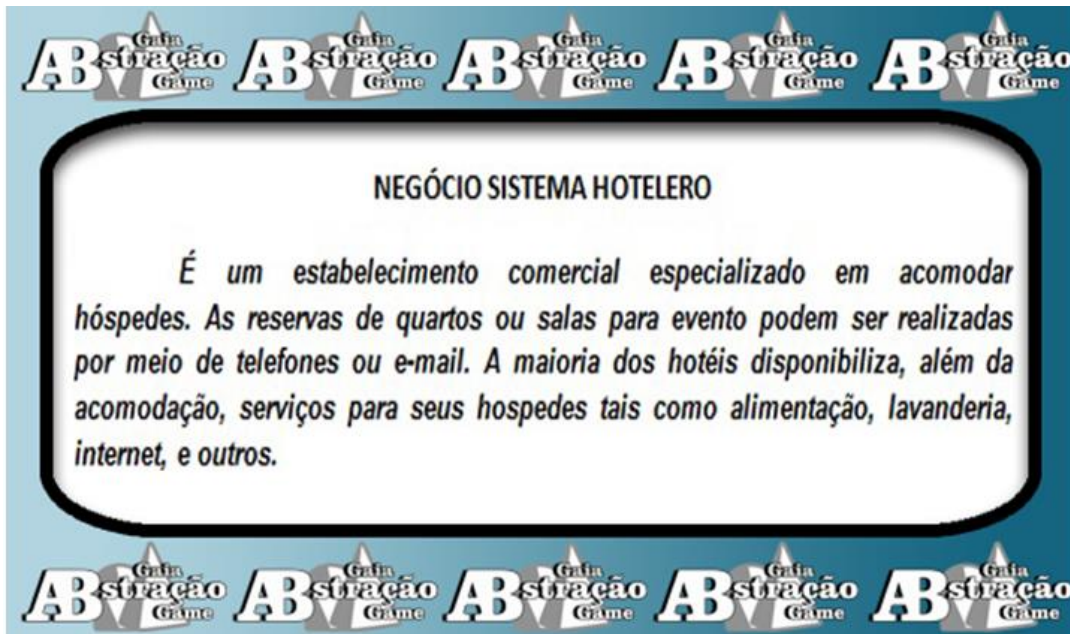 Gaia Gaia Gaia Gaia Gaia
ABstração ABstração ABstração ABstração ABstração
Game Game Game Game Game
NEGÓCIO SISTEMA HOTELERO
É um estabelecimento comercial especializado em acomodar
hóspedes. As reservas de quartos ou salas para evento podem ser realizadas
por meio de telefones ou e-mail. A maioria dos hotéis disponibiliza, além da
acomodação, serviços para seus hospedes tais como alimentação, lavanderia,
internet, e outros.
Gaia Gaia Gaia Gaia Gaia
ABstração ABstração ABstração ABstração ABstração
Game Game Game Game Game